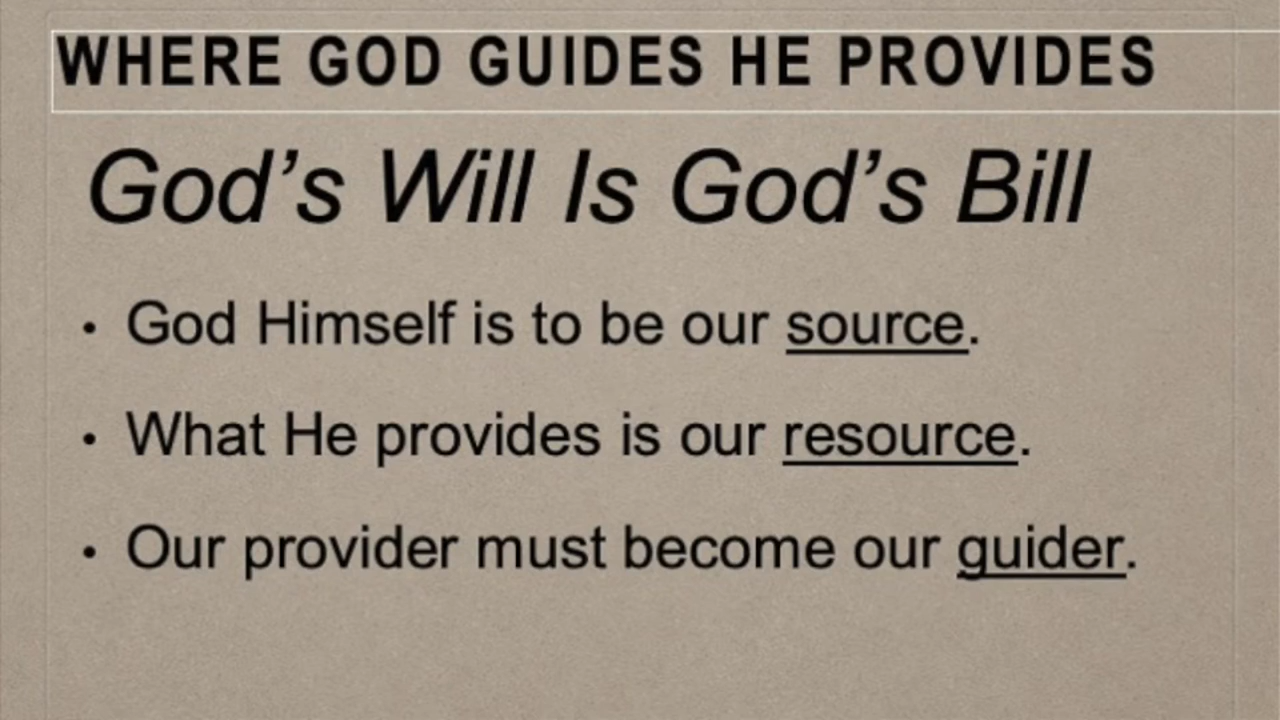 WHERE GOD GUIDES HE PROVIDES
God’s Will Is God’s Bill
• God Himself is to be our source.
• What He provides is our resource.
• Our provider must become our guider.